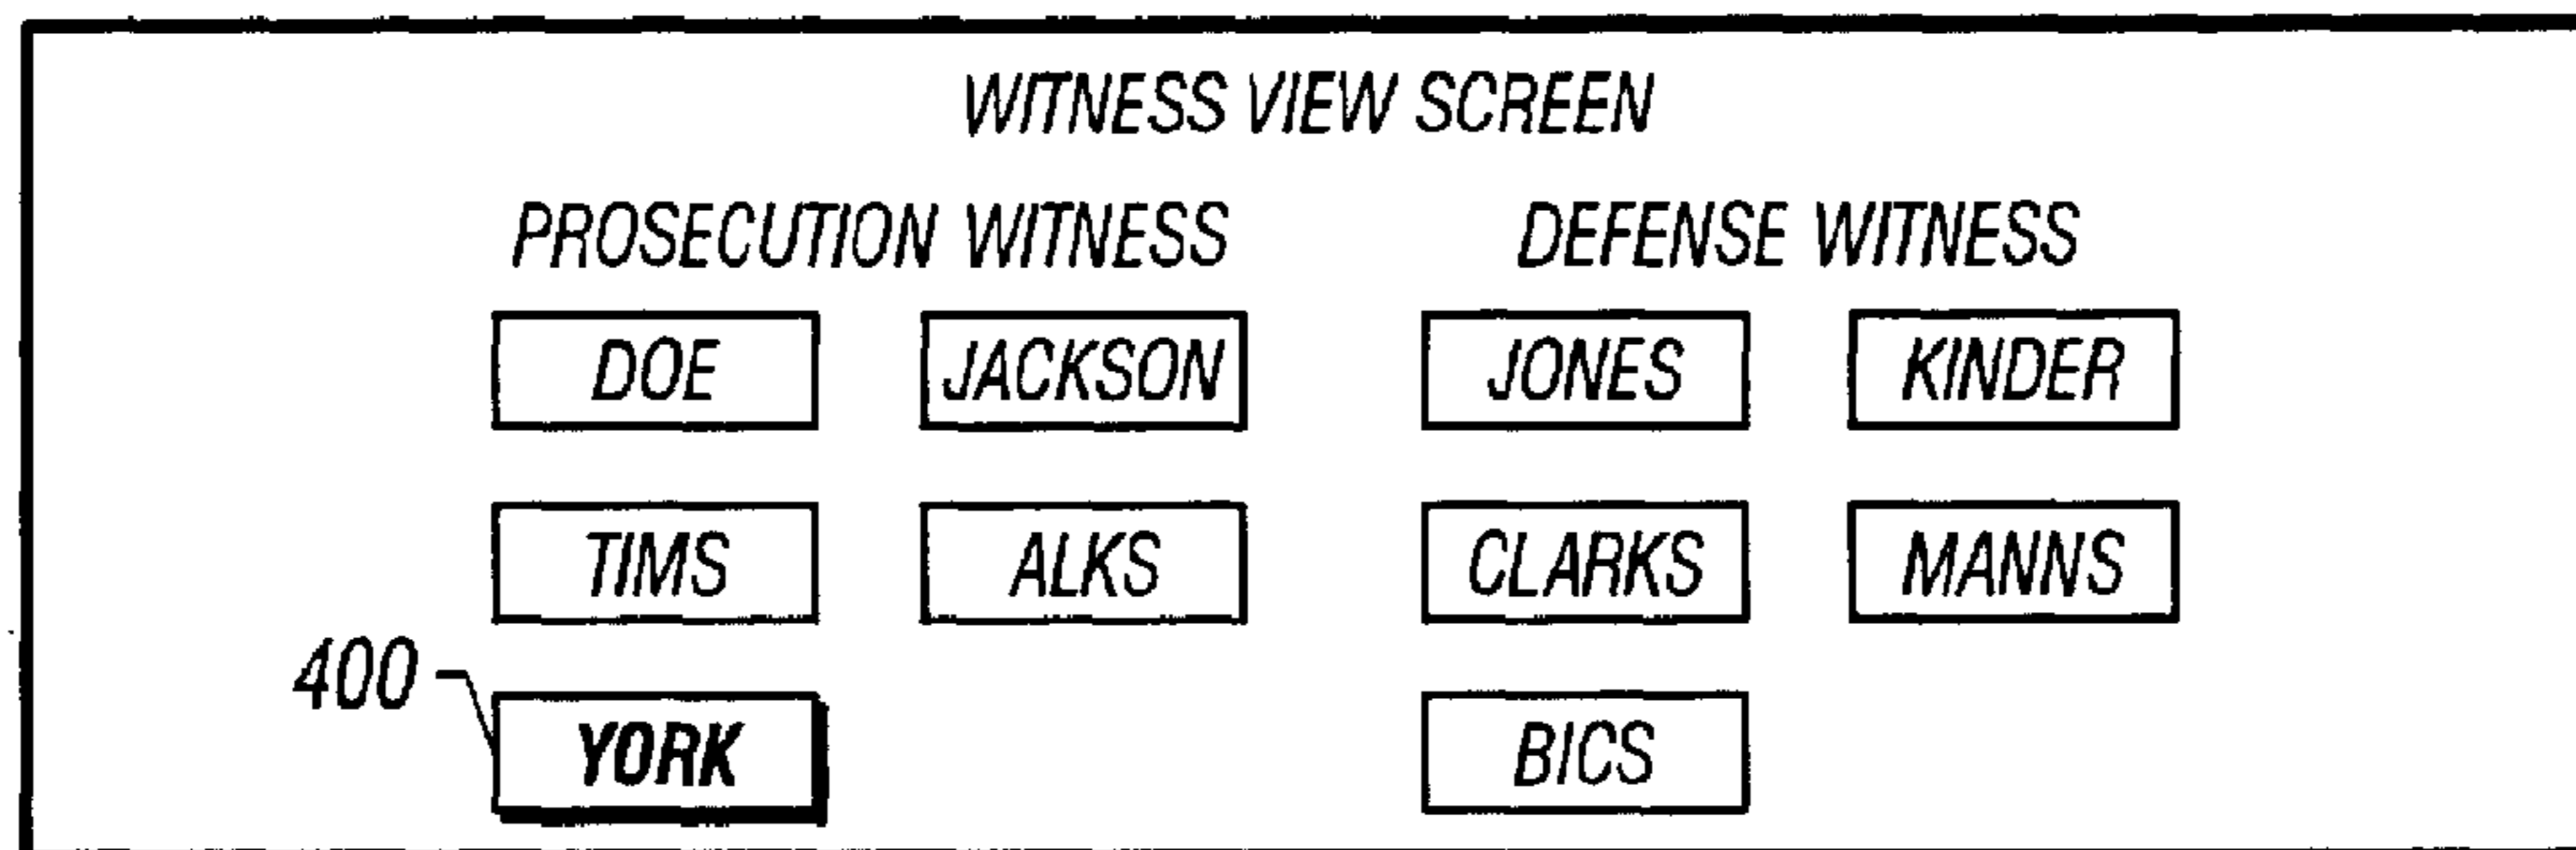 WITNESS VIEW SCREEN
PROSECUTION WITNESS DEFENSE WITNESS
DOE JACKSON JONES KINDER
TIMS ALKS CLARKS MANNS
400
YORK BICS